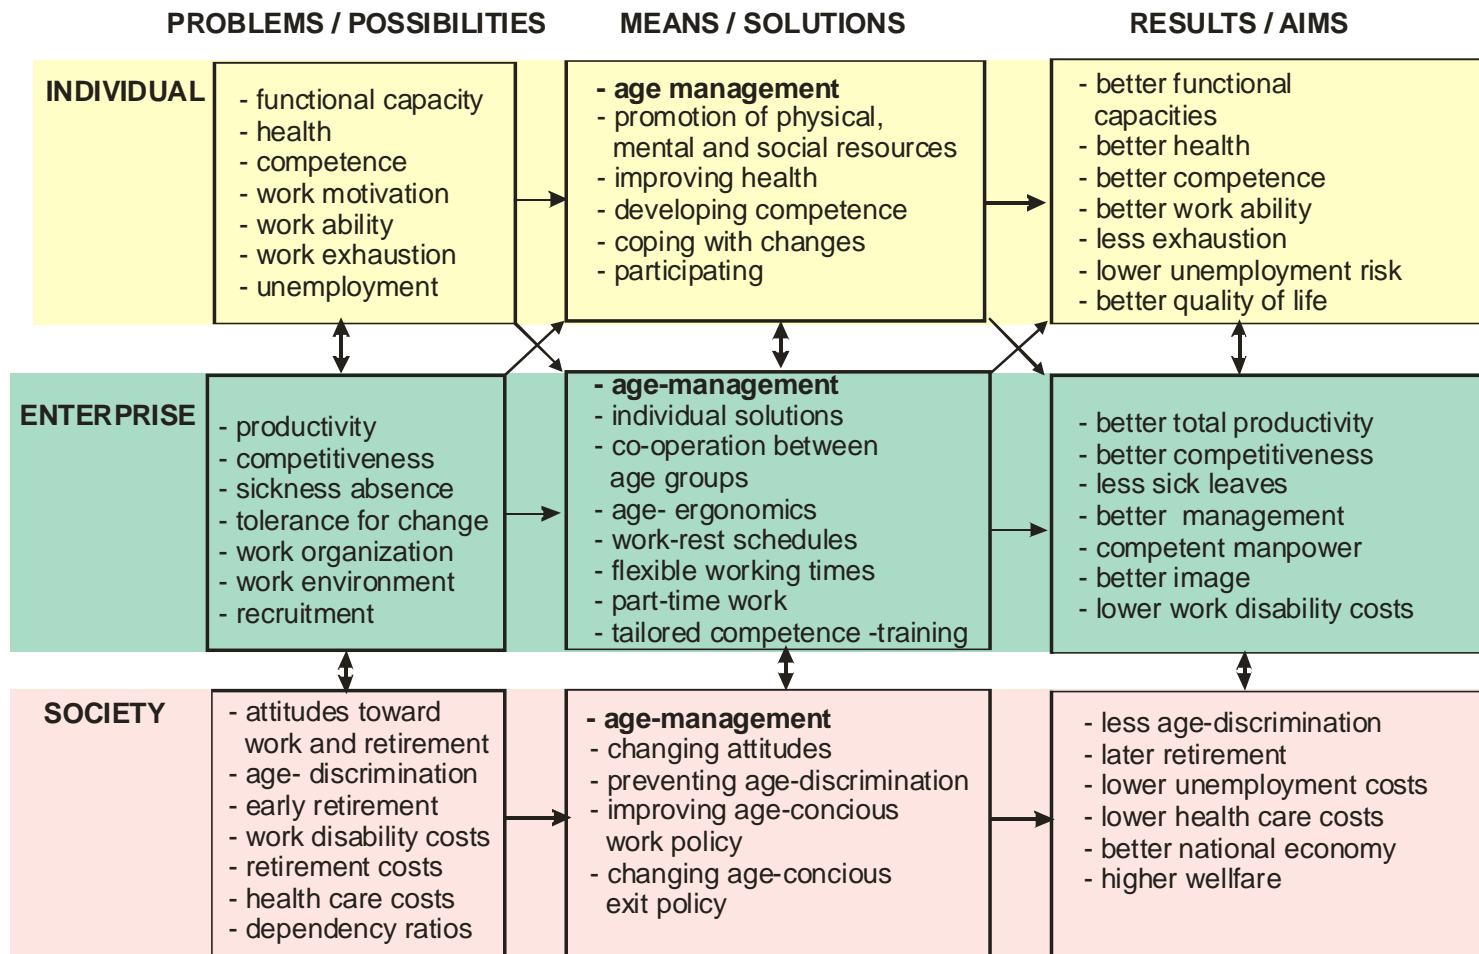 PROBLEMS / POSSIBILITIES
MEANS / SOLUTIONS
RESULTS / AIMS
INDIVIDUAL
- functional capacity
- health
- competence
- work motivation
- work ability
- work exhaustion
- unemployment
- age management
- promotion of physical,
mental and social resources
- improving health
- developing competence
- coping with changes
- participating
- better functional
capacities
- better health
- better competence
- better work ability
- less exhaustion
- lower unemployment risk
- better quality of life
ENTERPRISE
- productivity
- competitiveness
- sickness absence
- tolerance for change
- work organization
- work environment
- recruitment
- age-management
- individual solutions
- co-operation between
age groups
- age- ergonomics
- work-rest schedules
- flexible working times
- part-time work
- tailored competence -training
- better total productivity
- better competitiveness
- less sick leaves
- better management
- competent manpower
- better image
- lower work disability costs
SOCIETY
- attitudes toward
work and retirement
- age- discrimination
- early retirement
- work disability costs
- retirement costs
- health care costs
- dependency ratios
- age-management
- changing attitudes
- preventing age-discrimination
- improving age-concious
work policy
- changing age-concious
exit policy
- less age-discrimination
- later retirement
- lower unemployment costs
- lower health care costs
- better national economy
- higher wellfare